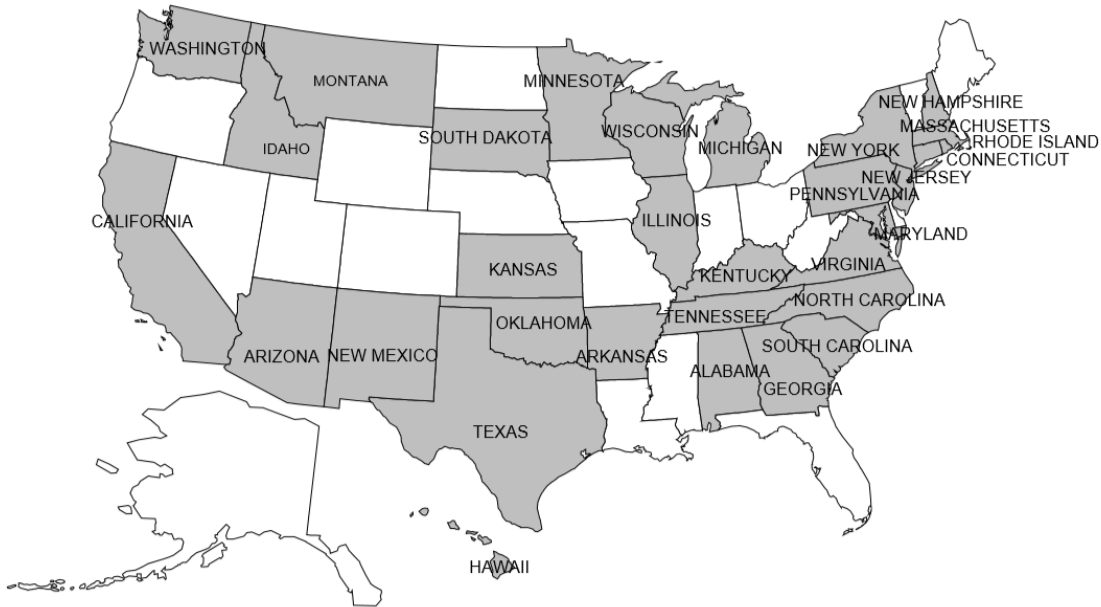 WASHINGTON
MONTANA
MINNESOTA
NEW HAMPSHIRE
MASSACHUSETTS
SOUTH DAKOTA
WISCONSIN
RHODE ISLAND
IDAHO
MICHIGAN
NEW YORK
CONNECTICUT
NEW JERSEY
PENNSYLVANIA
CALIFORNIA
ILLINOIS
MARYLAND
VIRGINIA
KANSAS
KENTUCKY
NORTH CAROLINA
TENNESSEE
OKLAHOMA
SOUTH CAROLINA
ARIZONA
NEW MEXICO
ARKANSAS
ALABAMA
GEORGIA
TEXAS
HAWAII